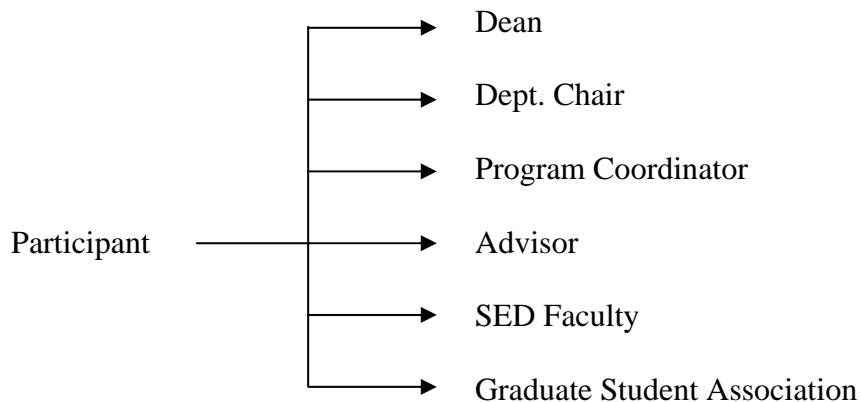 Dean
Dept. Chair
Program Coordinator
Participant
Advisor
SED Faculty
Graduate Student Association